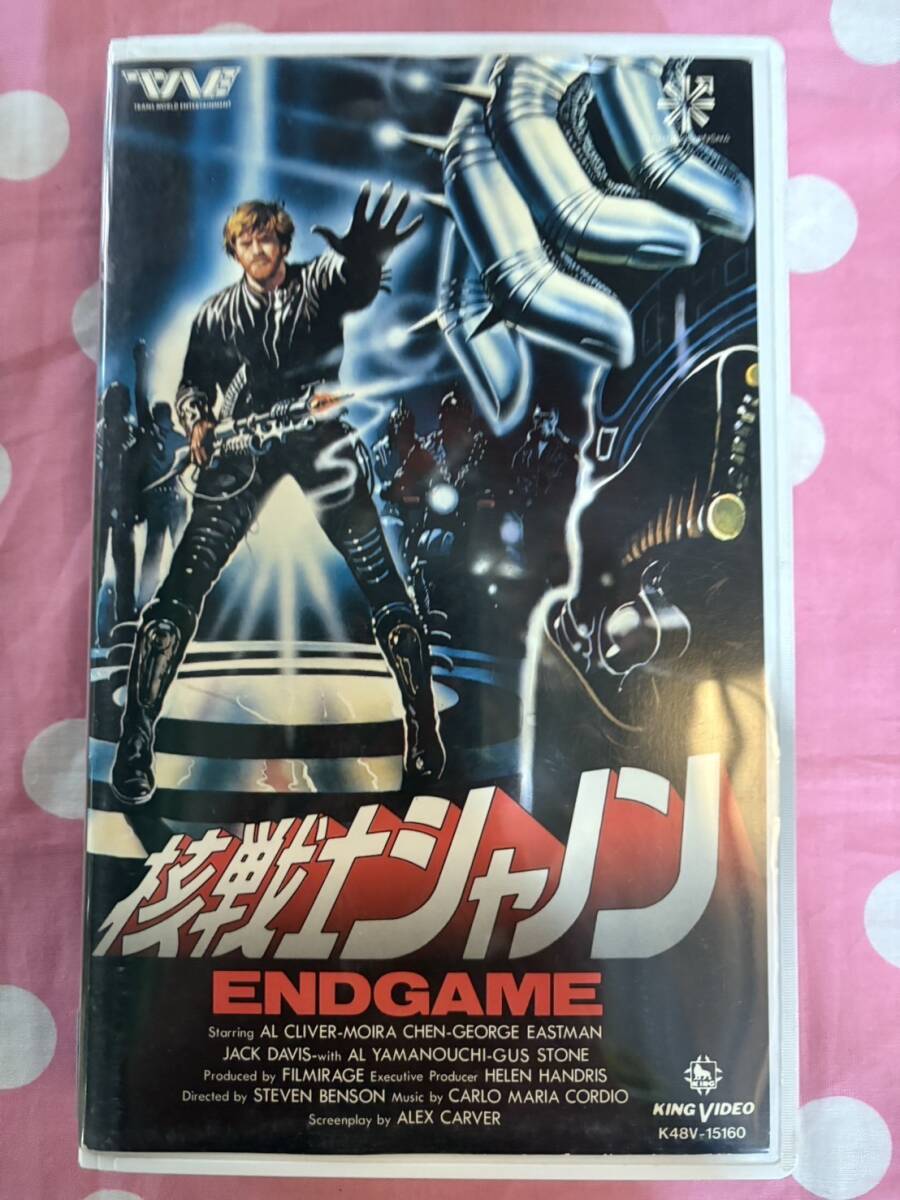 TWE
TRANS WORLD ENTERTAINMENT
核戦士シャノン
ENDGAME
Starring AL CLIVER-MOIRA CHEN-GEORGE EASTMAN
JACK DAVIS-with AL YAMANOUCHI-GUS STONE
Produced by FILMIRAGE Executive Producer HELEN HANDRIS
Directed by STEVEN BENSON Music by CARLO MARIA CORDIO
Screenplay by ALEX CARVER
KING
KING VIDEO
K48V-15160